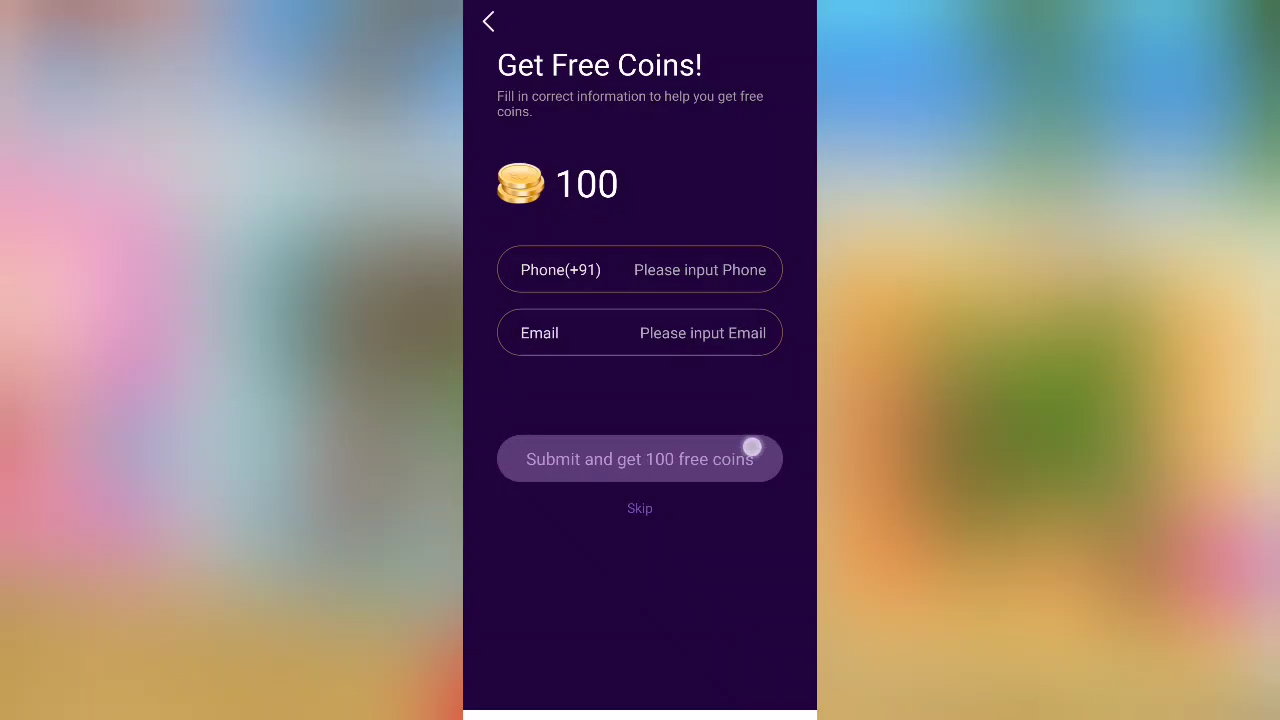 Get Free Coins!
Fill in correct information to help you get free
coins.
100
Phone(+91) Please input Phone
Email Please input Email
Submit and get 100 free coins
Skip